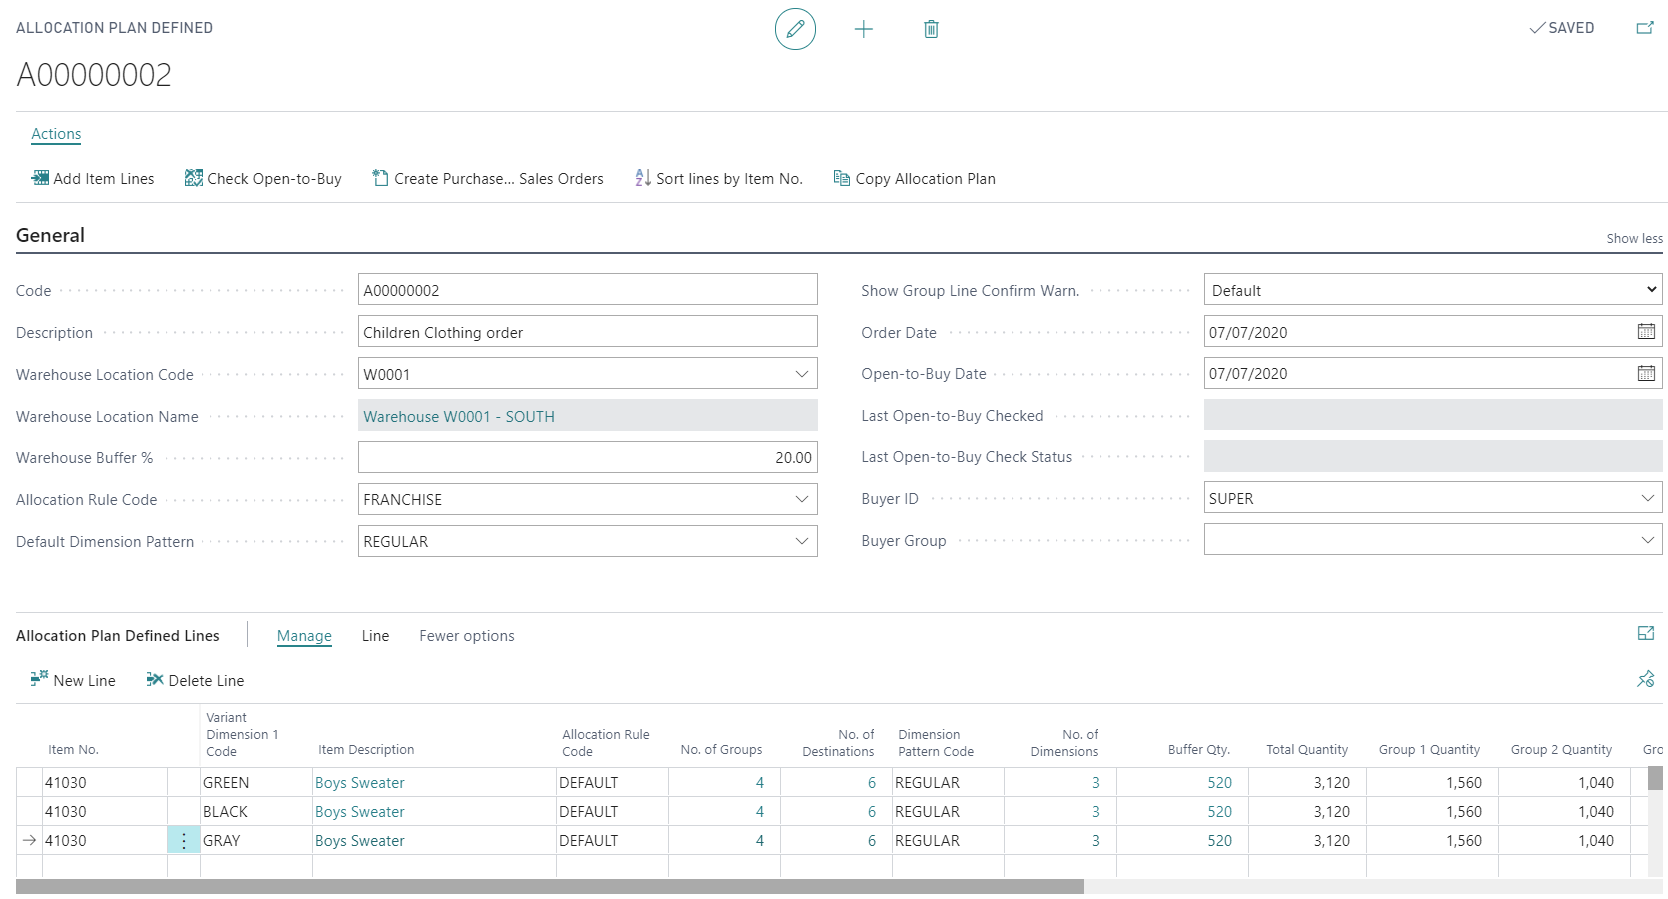 ALLOCATION PLAN DEFINED
SAVED
A00000002
Actions
Add Item Lines Check Open-to-Buy Create Purchase... Sales Orders Sort lines by Item No. Copy Allocation Plan
General
Show less
Code A00000002 Show Group Line Confirm Warn. Default
Description Children Clothing order Order Date 07/07/2020
Warehouse Location Code W0001 Open-to-Buy Date 07/07/2020
Warehouse Location Name Warehouse W0001 - SOUTH Last Open-to-Buy Checked
Warehouse Buffer % 20.00 Last Open-to-Buy Check Status
Allocation Rule Code FRANCHISE Buyer ID SUPER
Default Dimension Pattern REGULAR Buyer Group
Allocation Plan Defined Lines Manage Line Fewer options
New Line Delete Line
Item No. Variant Dimension 1 Code Item Description Allocation Rule Code No. of Groups No. of Destinations Dimension Pattern Code No. of Dimensions Buffer Qty. Total Quantity Group 1 Quantity Group 2 Quantity Gro
41030 GREEN Boys Sweater DEFAULT 4 6 REGULAR 3 520 3,120 1,560 1,040
41030 BLACK Boys Sweater DEFAULT 4 6 REGULAR 3 520 3,120 1,560 1,040
41030 GRAY Boys Sweater DEFAULT 4 6 REGULAR 3 520 3,120 1,560 1,040